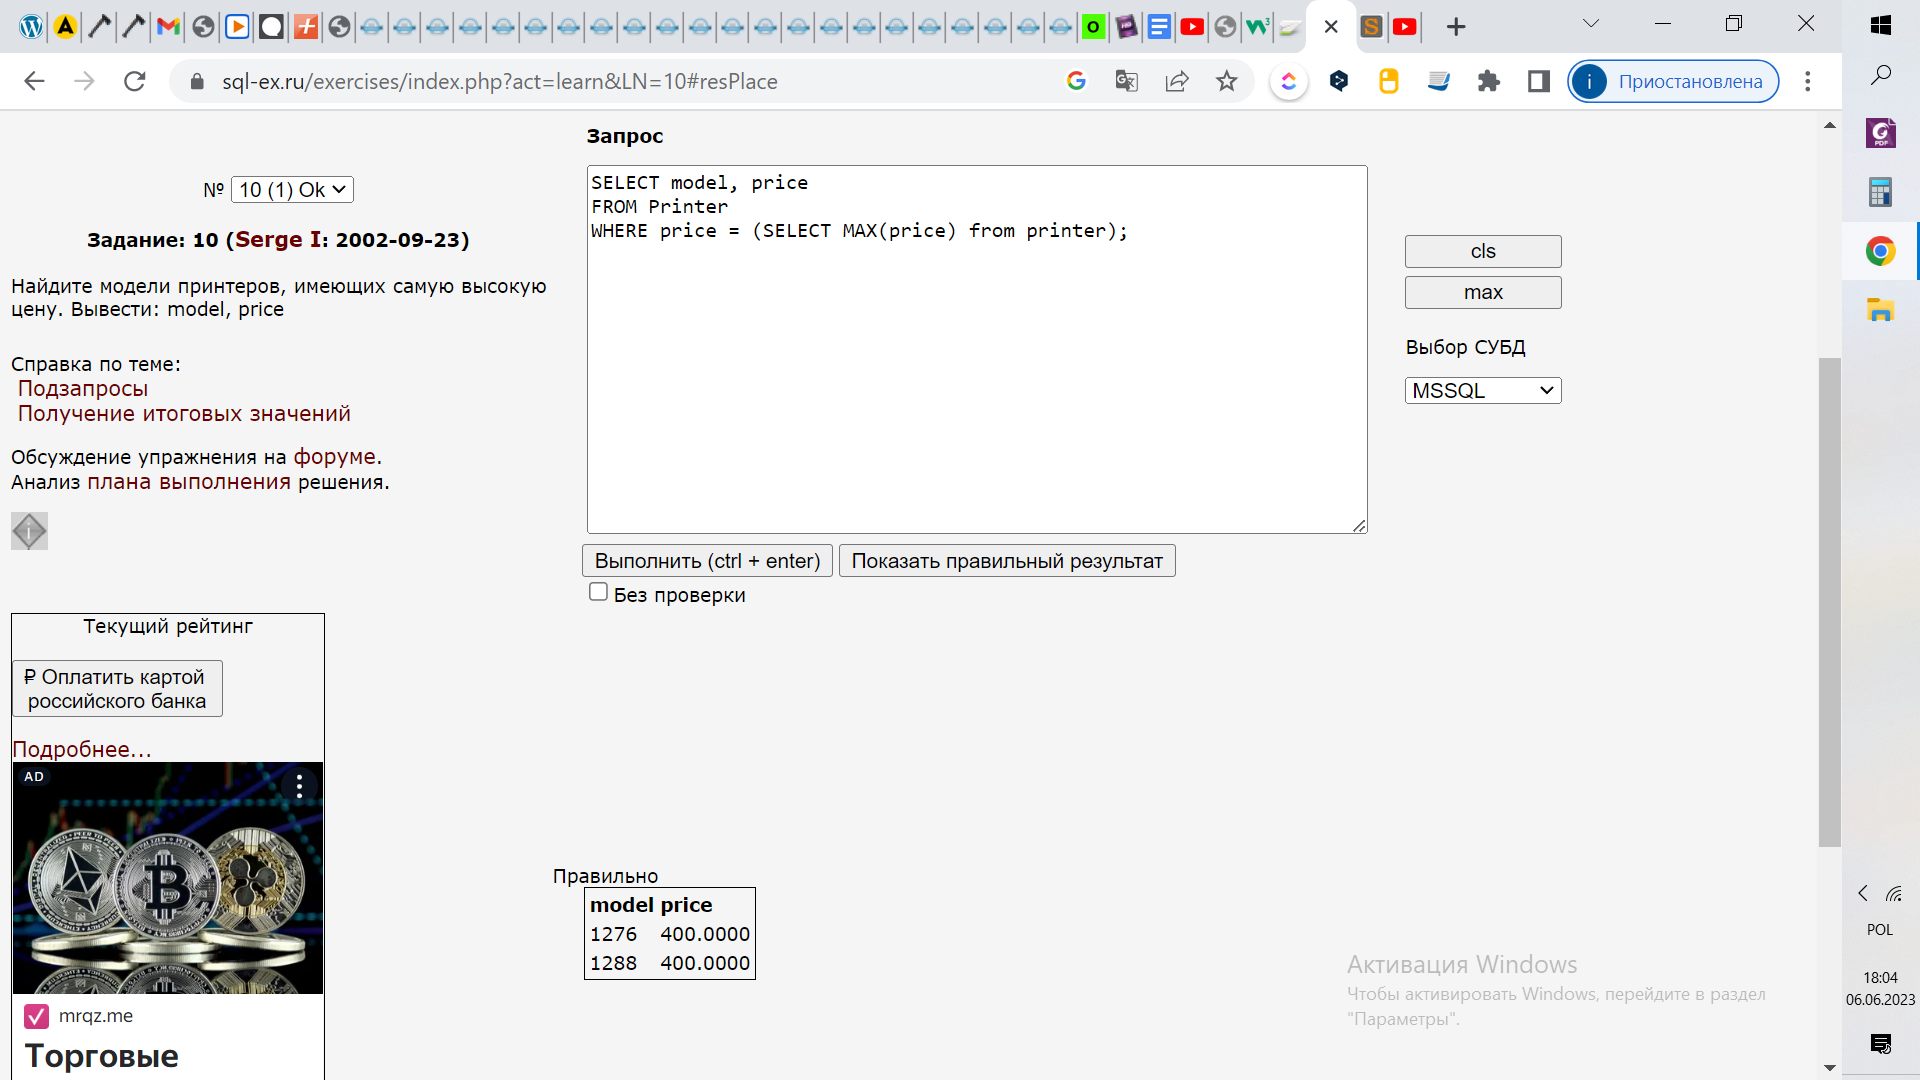 sql-ex.ru/exercises/index.php?act=learn&LN=10#resPlace
Приостановлена
Запрос
№ 10 (1) Ok
Задание: 10 (Serge I: 2002-09-23)
Найдите модели принтеров, имеющих самую высокую
цену. Вывести: model, price
Справка по теме:
Подзапросы
Получение итоговых значений
Обсуждение упражнения на форуме.
Анализ плана выполнения решения.
SELECT model, price
FROM Printer
WHERE price = (SELECT MAX(price) from printer);
cls
max
Выбор СУБД
MSSQL
Выполнить (ctrl + enter)
Показать правильный результат
Без проверки
Текущий рейтинг
₽ Оплатить картой
российского банка
Подробнее...
AD
mrqz.me
Торговые
Правильно
model price
1276 400.0000
1288 400.0000
Активация Windows
Чтобы активировать Windows, перейдите в раздел
"Параметры".
POL
18:04
06.06.2023